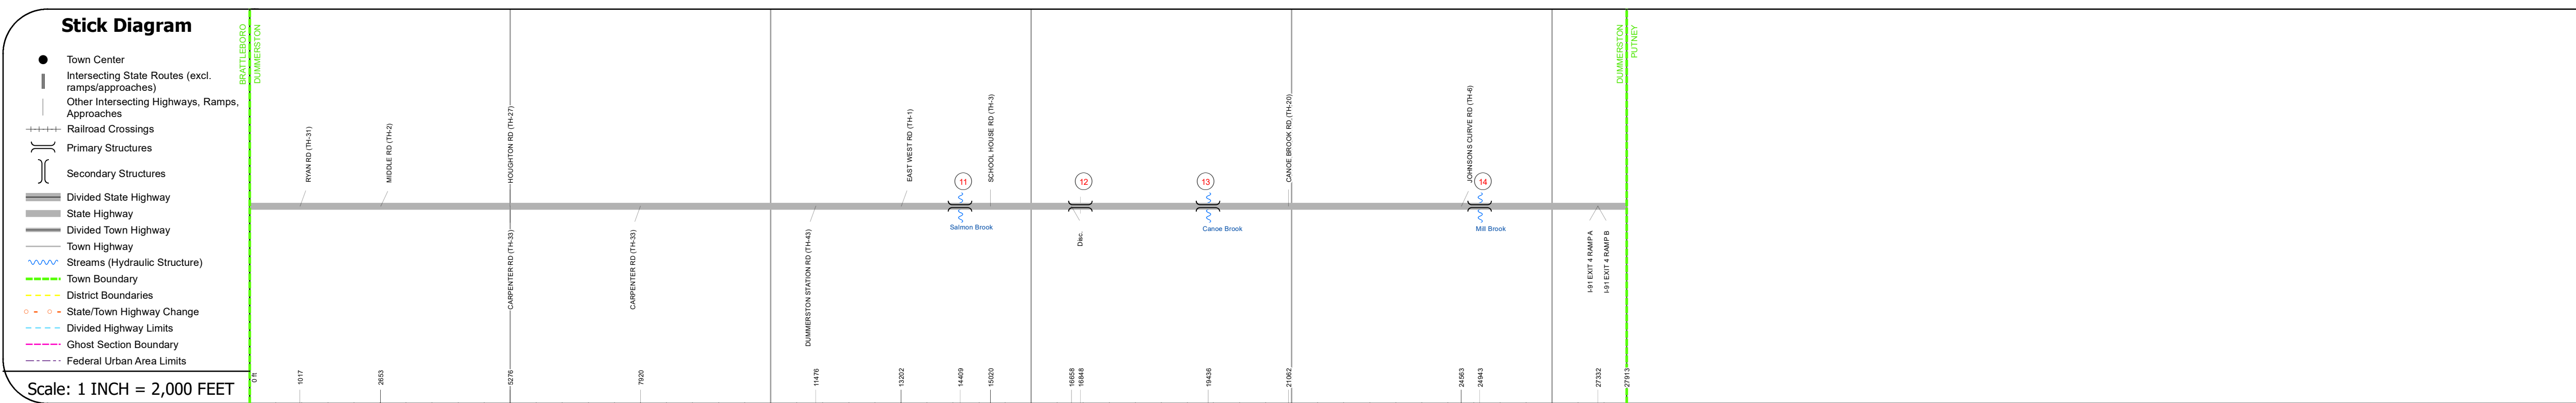 Stick Diagram
Town Center
Intersecting State Routes (excl.
ramps/approaches)
Other Intersecting Highways, Ramps,
Approaches
Railroad Crossings
Primary Structures
Secondary Structures
Divided State Highway
State Highway
Divided Town Highway
Town Highway
Streams (Hydraulic Structure)
Town Boundary
District Boundaries
State/Town Highway Change
Divided Highway Limits
Ghost Section Boundary
Federal Urban Area Limits
Scale: 1 INCH = 2,000 FEET
BRATTLEBORO
DUMMERSTON
RYAN RD (TH-31)
MIDDLE RD (TH-2)
HOUGHTON RD (TH-27)
EAST WEST RD (TH-1)
11
SCHOOL HOUSE RD (TH-3)
12
13
CANOE BROOK RD (TH-20)
JOHNSONS CURVE RD (TH-6)
14
DUMMERSTON
PUTNEY
CARPENTER RD (TH-33)
CARPENTER RD (TH-33)
DUMMERSTON STATION RD (TH-43)
Salmon Brook
Disc.
Canoe Brook
Mill Brook
I-91 EXIT 4 RAMP A
I-91 EXIT 4 RAMP B
0 ft
1017
2653
5276
7920
11476
13202
14409
15020
16658
16848
19436
21062
24563
24943
27332
27913